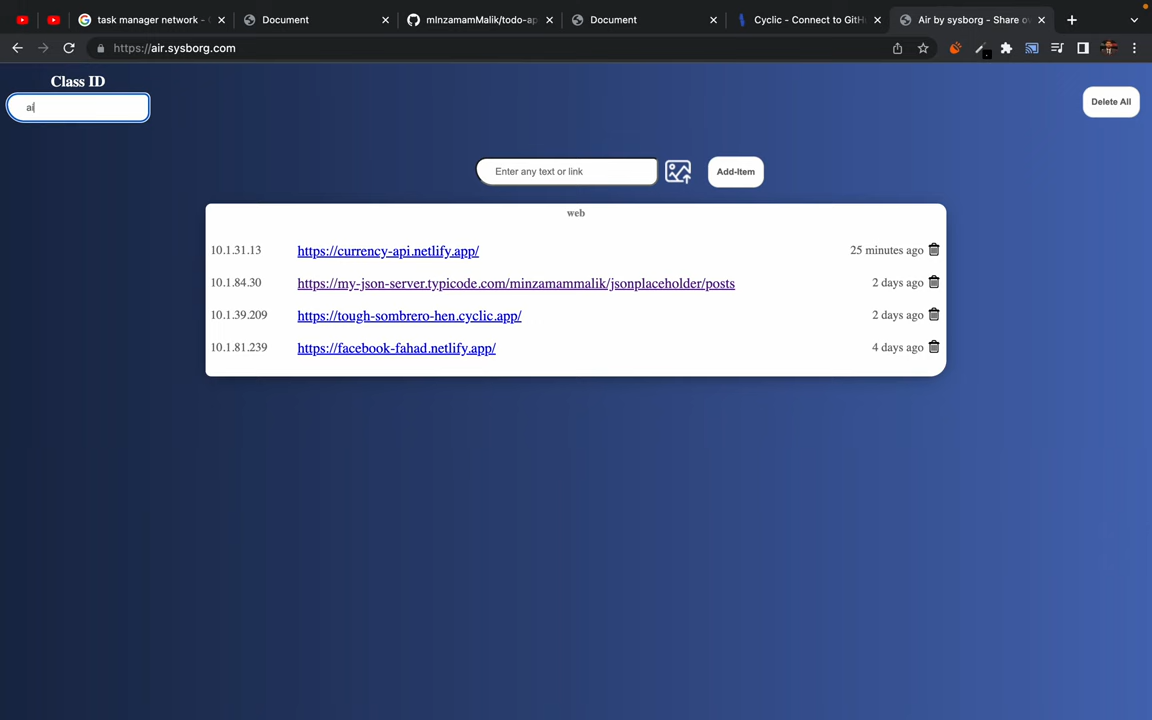 task manager network -
Document
mInzamamMalik/todo-ap
Document
Cyclic - Connect to GitH
Air by sysborg - Share o
https://air.sysborg.com
Class ID
ai
Delete All
Enter any text or link
Add-Item
web
10.1.31.13 https://currency-api.netlify.app/ 25 minutes ago
10.1.84.30 https://my-json-server.typicode.com/minzamammalik/jsonplaceholder/posts 2 days ago
10.1.39.209 https://tough-sombrero-hen.cyclic.app/ 2 days ago
10.1.81.239 https://facebook-fahad.netlify.app/ 4 days ago